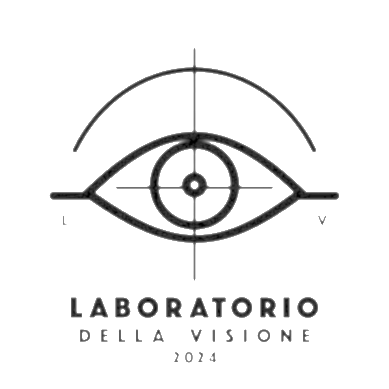 L V
LABORATORIO
DELLA VISIONE
2024